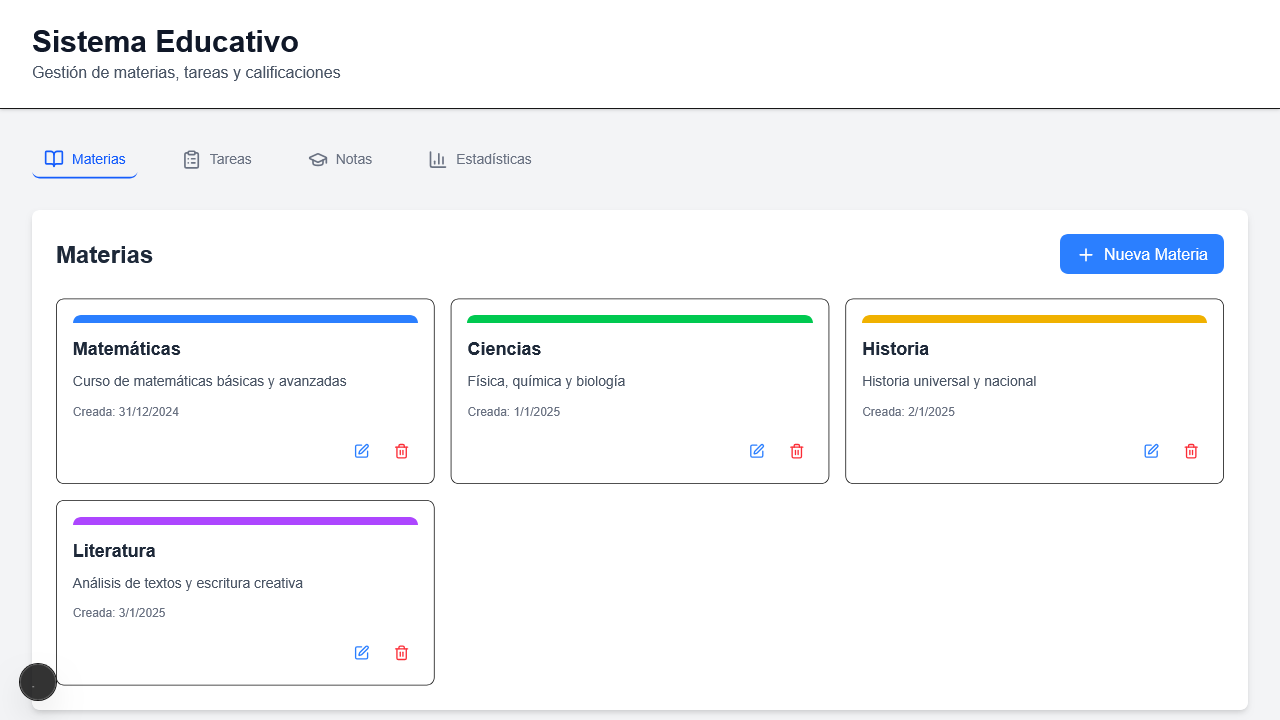 Sistema Educativo
Gestión de materias, tareas y calificaciones
Materias
Tareas
Notas
Estadísticas
Materias
Nueva Materia
Matemáticas
Curso de matemáticas básicas y avanzadas
Creada: 31/12/2024
Ciencias
Física, química y biología
Creada: 1/1/2025
Historia
Historia universal y nacional
Creada: 2/1/2025
Literatura
Análisis de textos y escritura creativa
Creada: 3/1/2025